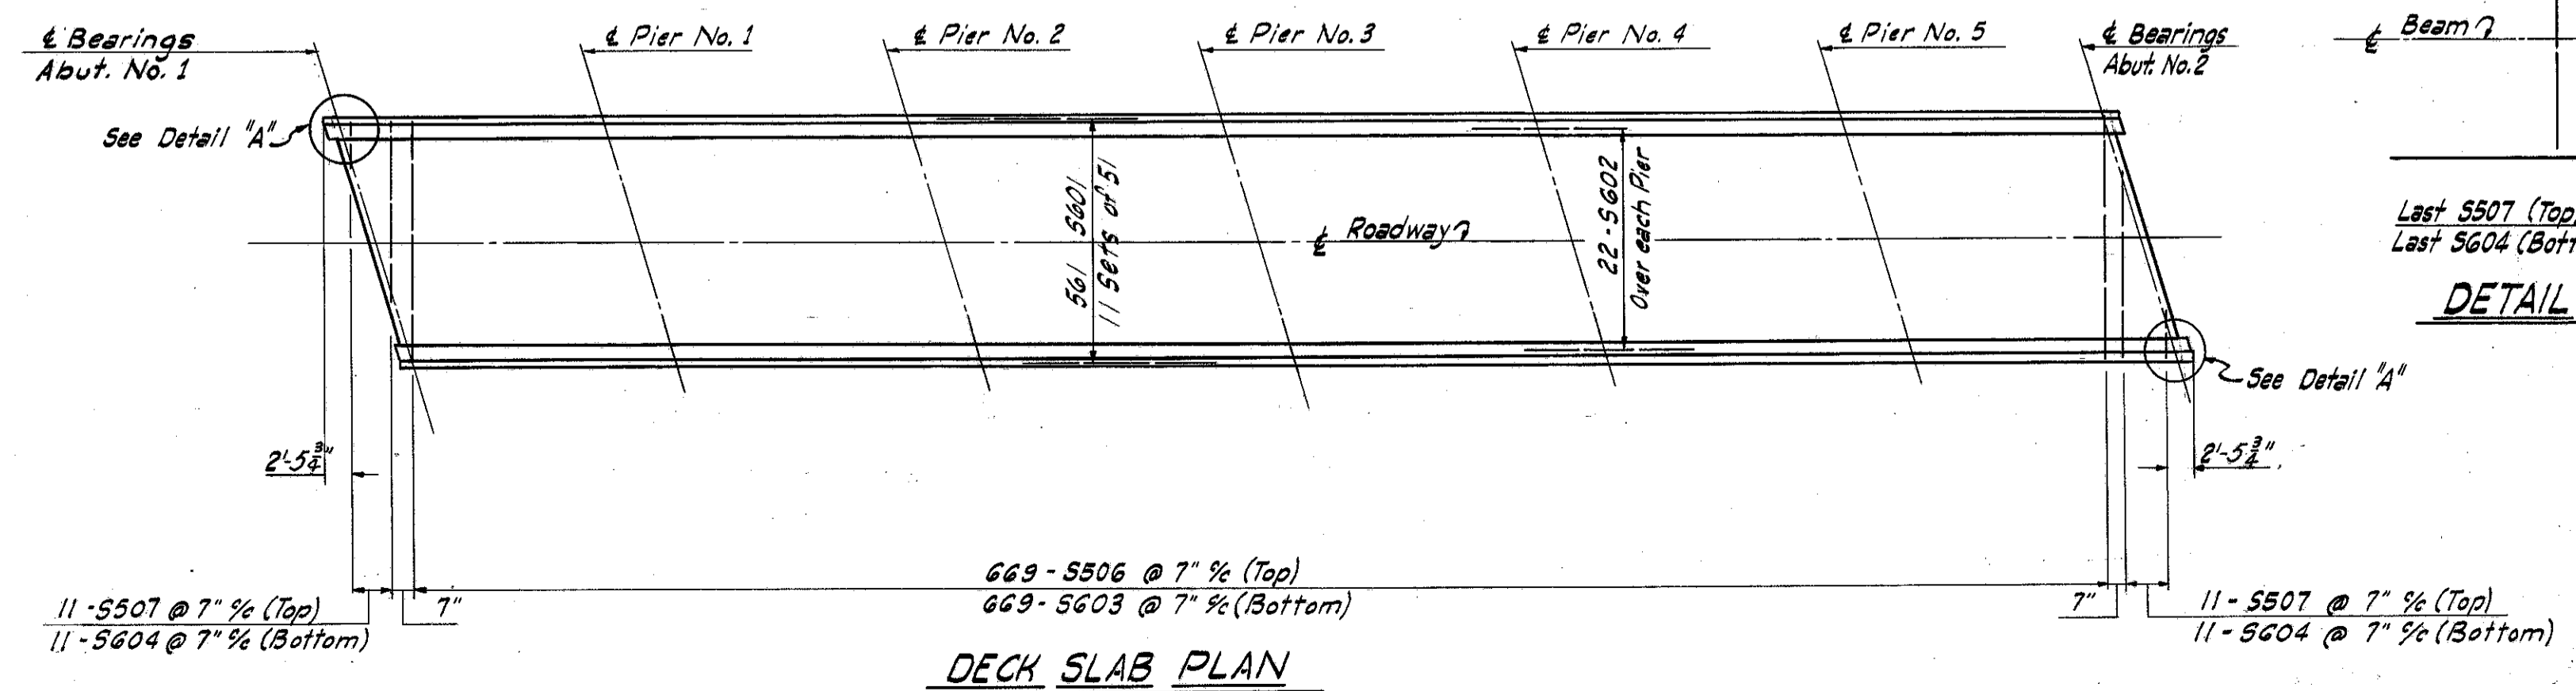 ℄ Bearings
Abut. No. 1
℄ Pier No. 1
℄ Pier No. 2
℄ Pier No. 3
℄ Pier No. 4
℄ Pier No. 5
℄ Bearings
Abut. No. 2
℄ Beam
See Detail "A"
561 S601
11 Sets of 51
℄ Roadway
22 - S602
Over each Pier
Last S507 (Top
Last S604 (Bott
DETAIL
See Detail "A"
2'-5¾"
2'-5¾"
669 - S506 @ 7" c/c (Top)
669 - S603 @ 7" c/c (Bottom)
11 - S507 @ 7" c/c (Top)
11 - S604 @ 7" c/c (Bottom)
7"
7"
11 - S507 @ 7" c/c (Top)
11 - S604 @ 7" c/c (Bottom)
DECK SLAB PLAN